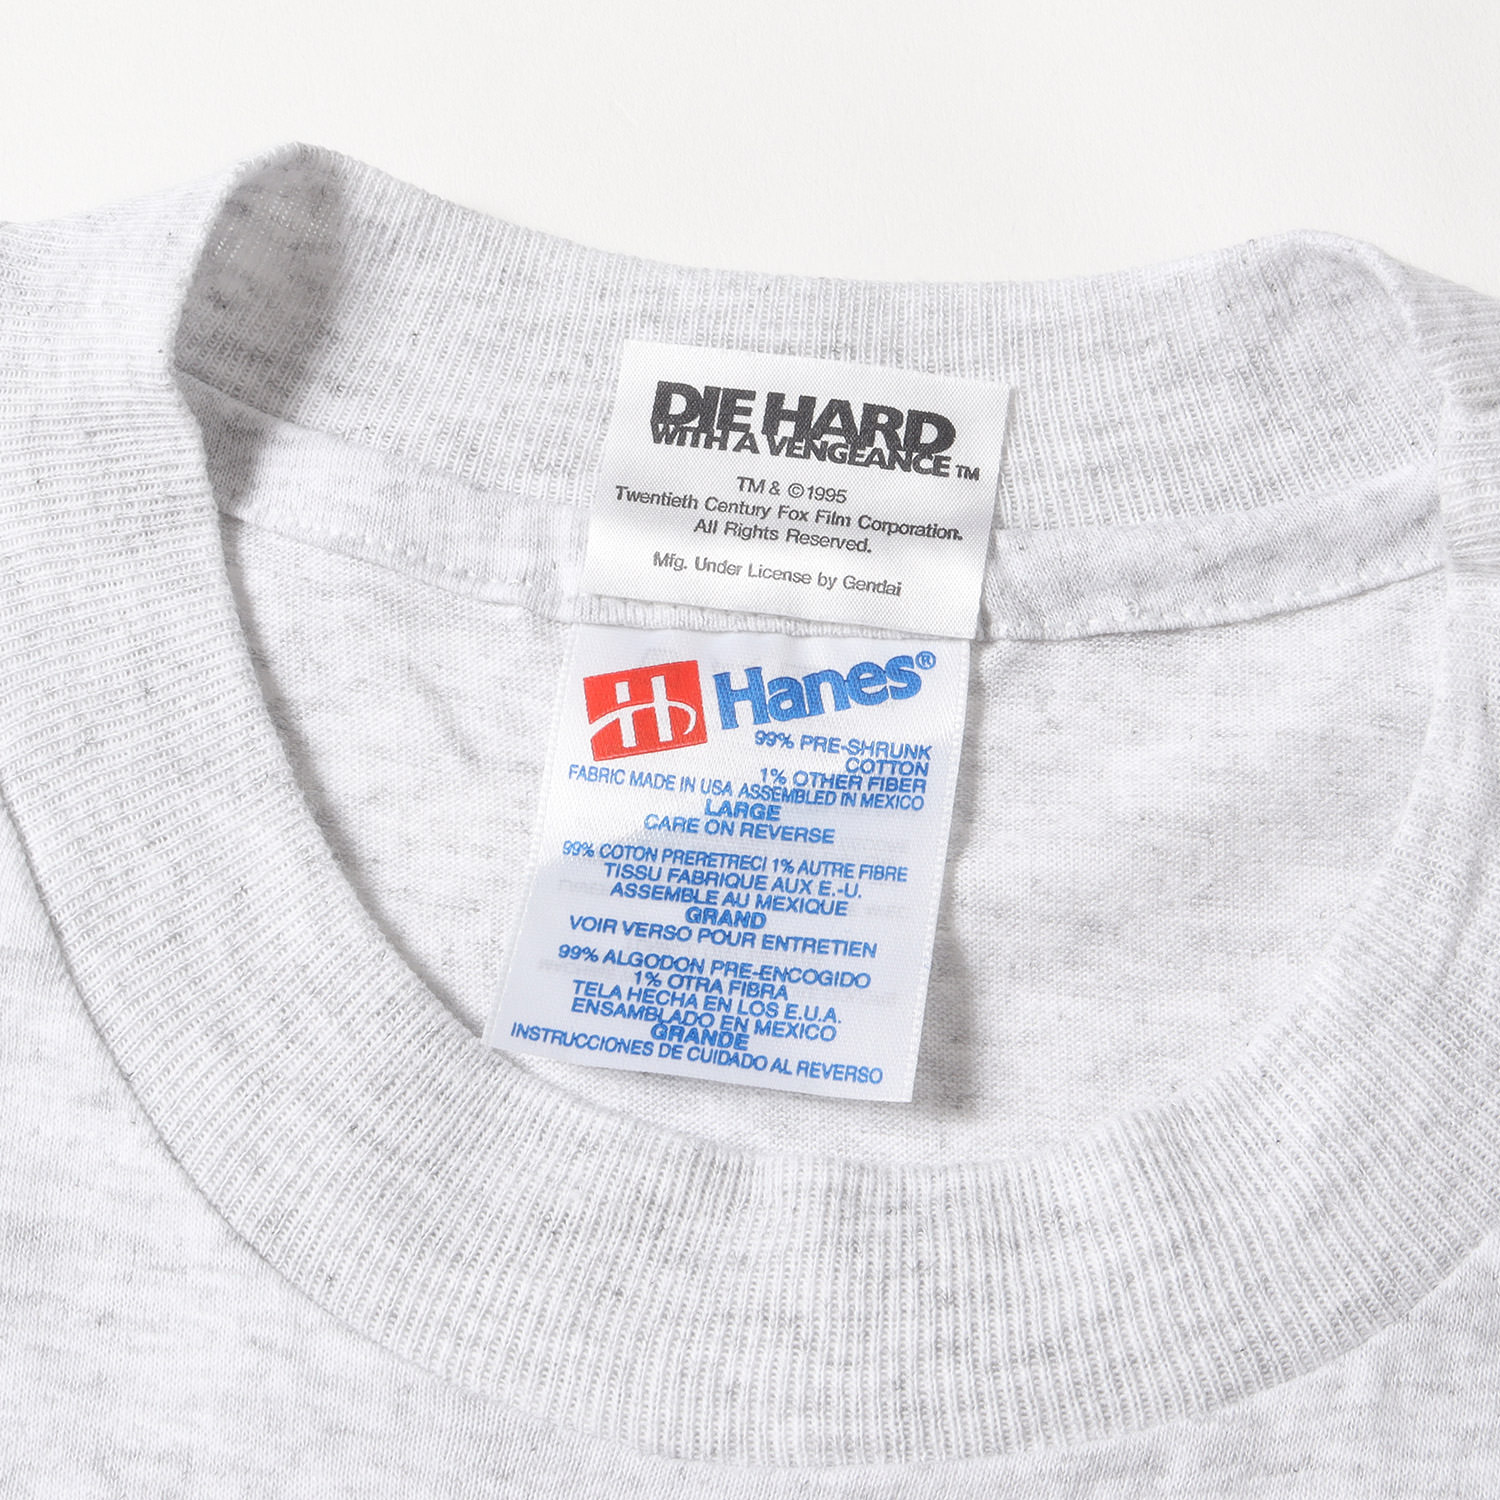 DIE HARD
WITH A VENGEANCE TM
TM & ©1995
Twentieth Century Fox Film Corporation.
All Rights Reserved.
Mfg. Under License by Gendai
Hanes®
99% PRE-SHRUNK
COTTON
1% OTHER FIBER
FABRIC MADE IN USA ASSEMBLED IN MEXICO
LARGE
CARE ON REVERSE
99% COTON PRERETRECI 1% AUTRE FIBRE
TISSU FABRIQUE AUX E.-U.
ASSEMBLE AU MEXIQUE
GRAND
VOIR VERSO POUR ENTRETIEN
99% ALGODON PRE-ENCOGIDO
1% OTRA FIBRA
TELA HECHA EN LOS E.U.A.
ENSAMBLADO EN MEXICO
GRANDE
INSTRUCCIONES DE CUIDADO AL REVERSO